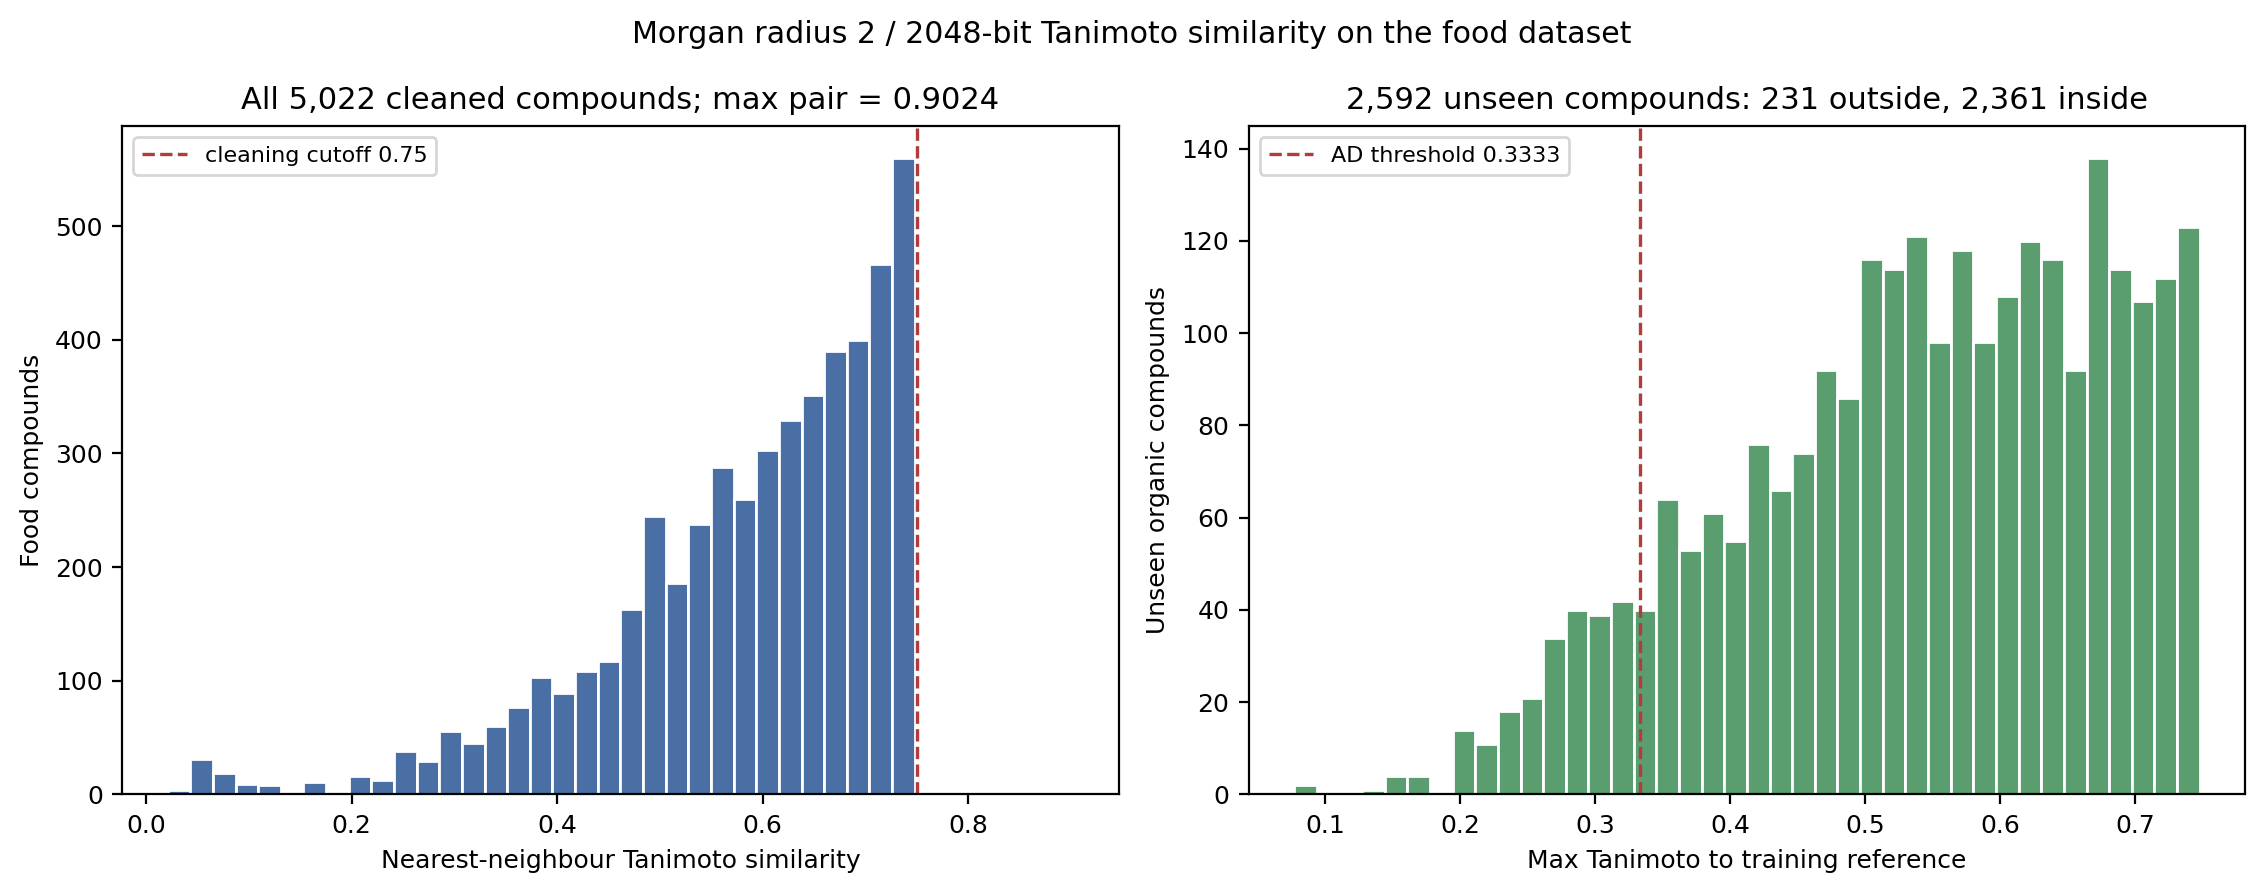 Morgan radius 2 / 2048-bit Tanimoto similarity on the food dataset
All 5,022 cleaned compounds; max pair = 0.9024
cleaning cutoff 0.75
Food compounds
500
400
300
200
100
0
0.0 0.2 0.4 0.6 0.8
Nearest-neighbour Tanimoto similarity
2,592 unseen compounds: 231 outside, 2,361 inside
AD threshold 0.3333
Unseen organic compounds
140
120
100
80
60
40
20
0
0.1 0.2 0.3 0.4 0.5 0.6 0.7
Max Tanimoto to training reference